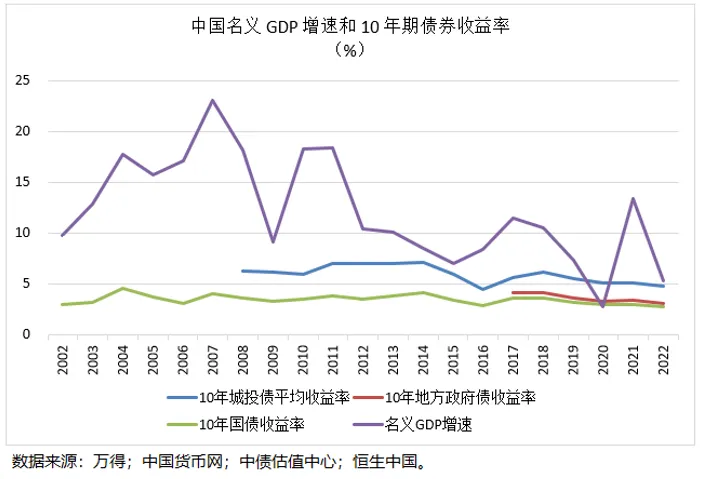 中国名义 GDP 增速和 10 年期债券收益率
（%）
25
20
15
10
5
0
2002 2003 2004 2005 2006 2007 2008 2009 2010 2011 2012 2013 2014 2015 2016 2017 2018 2019 2020 2021 2022
10年城投债平均收益率 10年地方政府债收益率
10年国债收益率 名义GDP增速
数据来源：万得；中国货币网；中债估值中心；恒生中国。